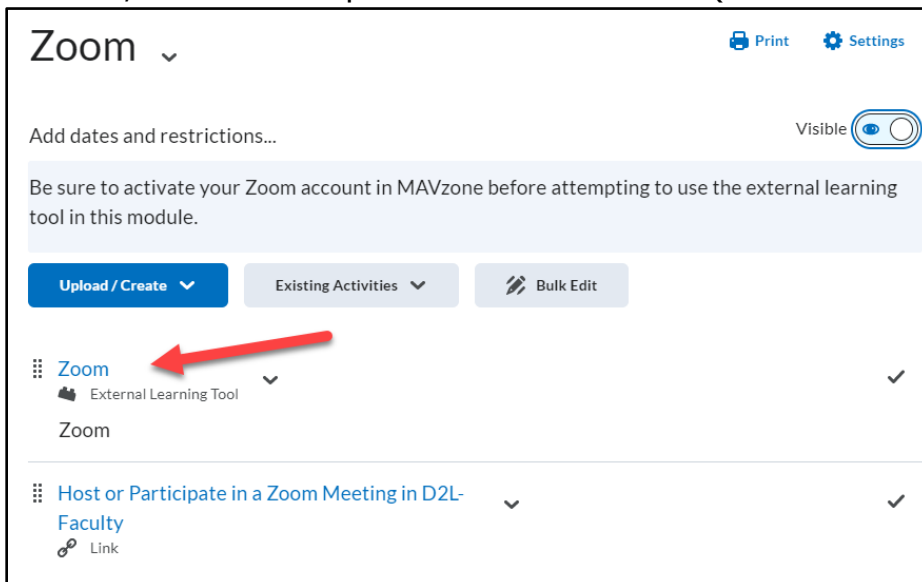 Zoom
Print Settings
Add dates and restrictions...
Visible
Be sure to activate your Zoom account in MAVzone before attempting to use the external learning
tool in this module.
Upload / Create Existing Activities Bulk Edit
Zoom
External Learning Tool
Zoom
Host or Participate in a Zoom Meeting in D2L-
Faculty
Link